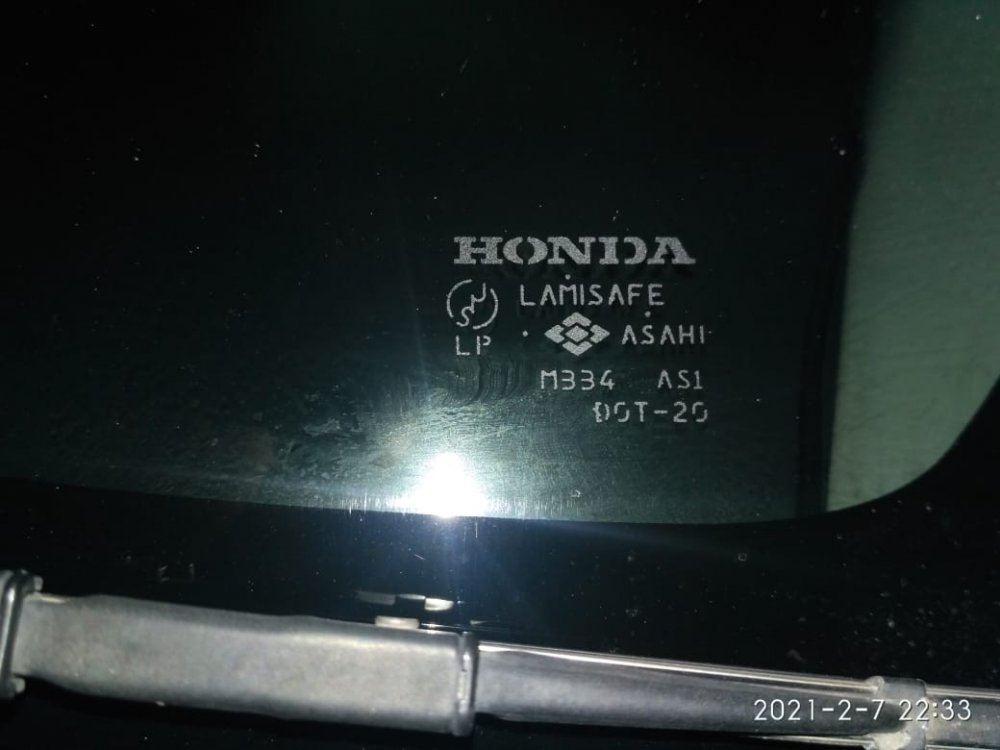 HONDA
LAMISAFE
LP
ASAHI
M334 AS1
DOT-20
2021-2-7 22:33